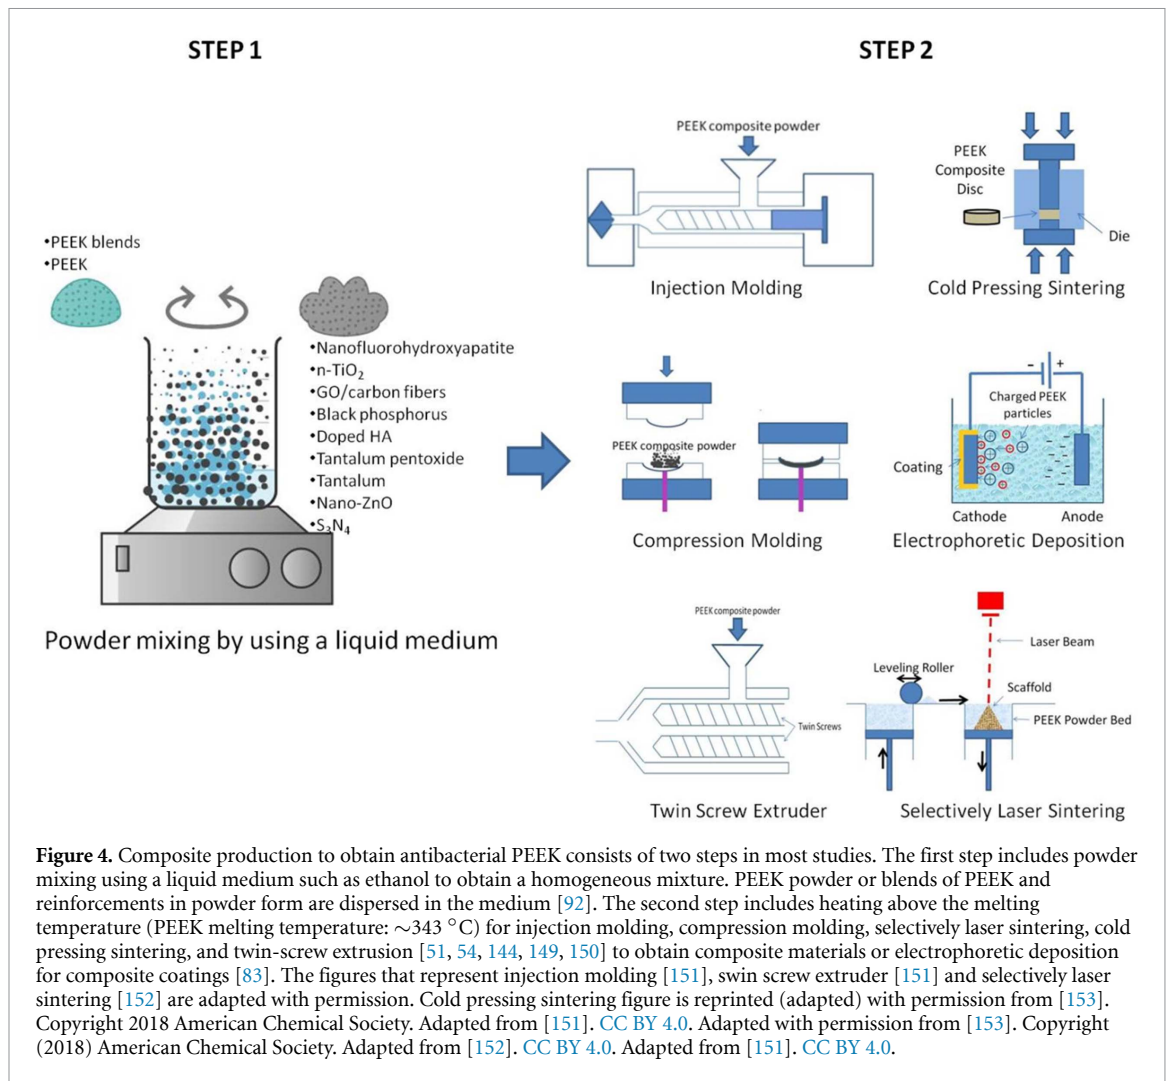 STEP 1
STEP 2
•PEEK blends
•PEEK
•Nanofluorohydroxyapatite
•n-TiO₂
•GO/carbon fibers
•Black phosphorus
•Doped HA
•Tantalum pentoxide
•Tantalum
•Nano-ZnO
•S₃N₄
Powder mixing by using a liquid medium
PEEK composite powder
Injection Molding
PEEK
Composite
Disc
Die
Cold Pressing Sintering
PEEK composite powder
Compression Molding
- +
Charged PEEK
particles
Coating
Cathode
Anode
Electrophoretic Deposition
PEEK composite powder
Twin Screws
Twin Screw Extruder
Laser Beam
Leveling Roller
Scaffold
PEEK Powder Bed
Selectively Laser Sintering
Figure 4. Composite production to obtain antibacterial PEEK consists of two steps in most studies. The first step includes powder
mixing using a liquid medium such as ethanol to obtain a homogeneous mixture. PEEK powder or blends of PEEK and
reinforcements in powder form are dispersed in the medium [92]. The second step includes heating above the melting
temperature (PEEK melting temperature: ∼343 °C) for injection molding, compression molding, selectively laser sintering, cold
pressing sintering, and twin-screw extrusion [51, 54, 144, 149, 150] to obtain composite materials or electrophoretic deposition
for composite coatings [83]. The figures that represent injection molding [151], swin screw extruder [151] and selectively laser
sintering [152] are adapted with permission. Cold pressing sintering figure is reprinted (adapted) with permission from [153].
Copyright 2018 American Chemical Society. Adapted from [151]. CC BY 4.0. Adapted with permission from [153]. Copyright
(2018) American Chemical Society. Adapted from [152]. CC BY 4.0. Adapted from [151]. CC BY 4.0.